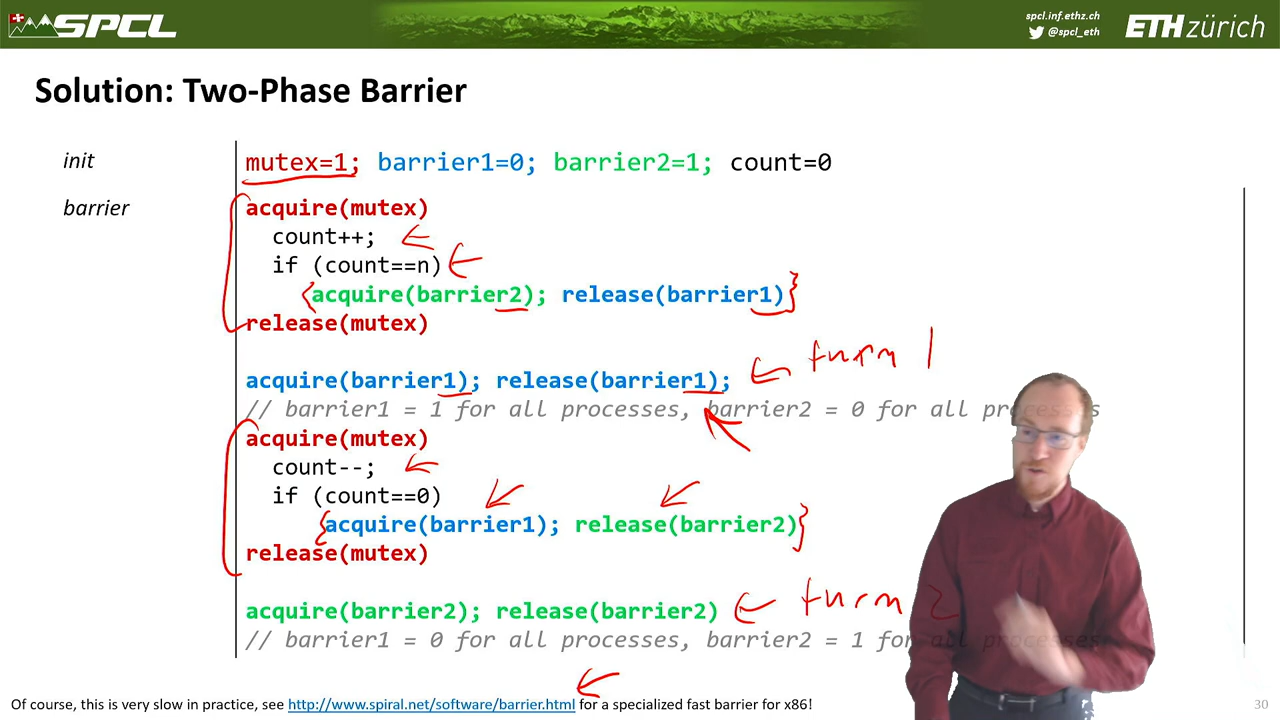 SPCL
spcl.inf.ethz.ch
@spcl_eth
ETH zürich
Solution: Two-Phase Barrier
init
mutex=1; barrier1=0; barrier2=1; count=0
barrier
acquire(mutex)
count++;
if (count==n)
{acquire(barrier2); release(barrier1)}
release(mutex)
turn 1
acquire(barrier1); release(barrier1);
// barrier1 = 1 for all processes, barrier2 = 0 for all processes
acquire(mutex)
count--;
if (count==0)
{acquire(barrier1); release(barrier2)}
release(mutex)
acquire(barrier2); release(barrier2) turn 2
// barrier1 = 0 for all processes, barrier2 = 1 for all processes
Of course, this is very slow in practice, see http://www.spiral.net/software/barrier.html for a specialized fast barrier for x86!
30